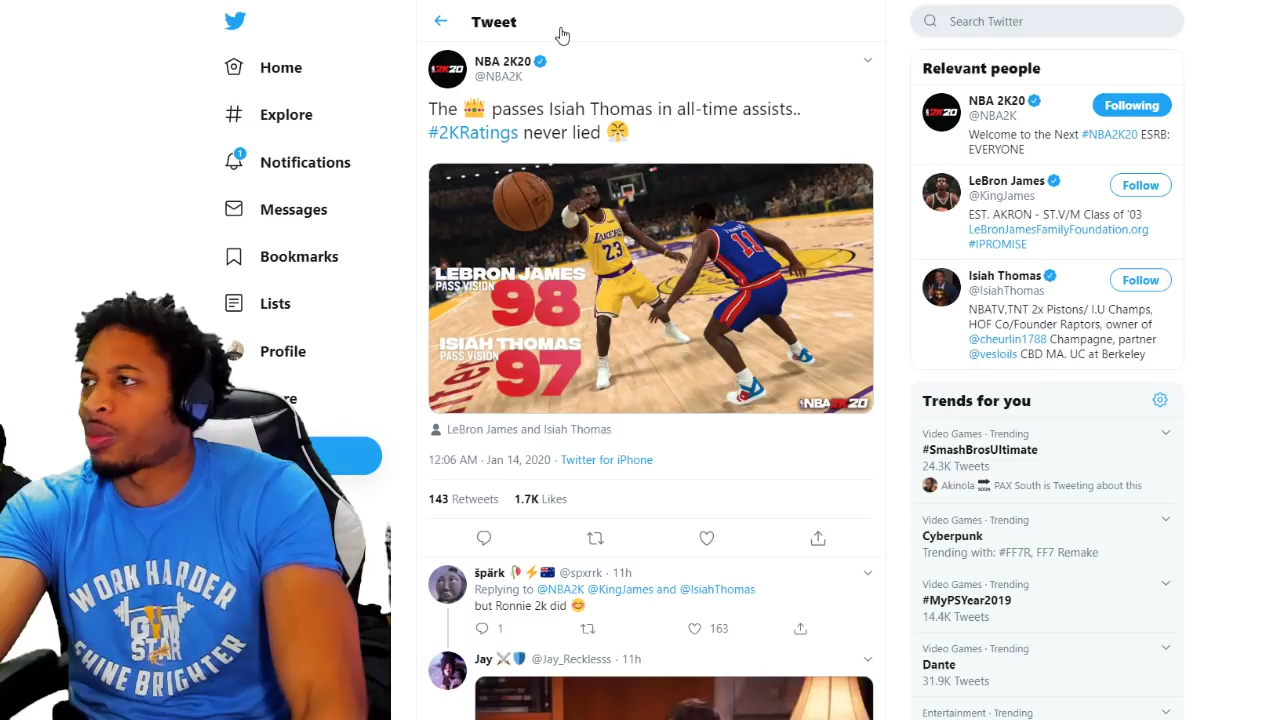 Home
Explore
1
Notifications
Messages
Bookmarks
Lists
Profile
Tweet
NBA 2K20
@NBA2K
The 👑 passes Isiah Thomas in all-time assists..
#2KRatings never lied 😤
LAKERS
23
11
LEBRON JAMES
PASS VISION
98
ISIAH THOMAS
PASS VISION
97
NBA2K20
LeBron James and Isiah Thomas
12:06 AM · Jan 14, 2020 · Twitter for iPhone
143 Retweets 1.7K Likes
špärk 🥀⚡🇦🇺 @spxrrk · 11h
Replying to @NBA2K @KingJames and @IsiahThomas
but Ronnie 2k did 😊
1 163
Jay ⚔🛡 @Jay_Recklesss · 11h
Search Twitter
Relevant people
NBA 2K20
@NBA2K
Following
Welcome to the Next #NBA2K20 ESRB:
EVERYONE
LeBron James
@KingJames
Follow
EST. AKRON - ST.V/M Class of '03
LeBronJamesFamilyFoundation.org
#IPROMISE
Isiah Thomas
@IsiahThomas
Follow
NBATV,TNT 2x Pistons/ I.U Champs,
HOF Co/Founder Raptors, owner of
@cheurlin1788 Champagne, partner
@vesloils CBD MA. UC at Berkeley
Trends for you
Video Games · Trending
#SmashBrosUltimate
24.3K Tweets
Akinola 🔜 PAX South is Tweeting about this
Video Games · Trending
Cyberpunk
Trending with: #FF7R, FF7 Remake
Video Games · Trending
#MyPSYear2019
14.4K Tweets
Video Games · Trending
Dante
31.9K Tweets
Entertainment · Trending
WORK HARDER
GYM
STAR
SHINE BRIGHTER